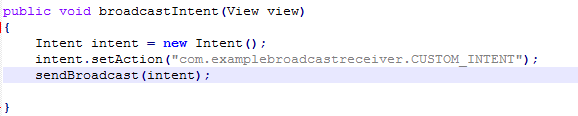 public void broadcastIntent(View view)
{
Intent intent = new Intent();
intent.setAction("com.examplebroadcastreceiver.CUSTOM_INTENT");
sendBroadcast(intent);
}